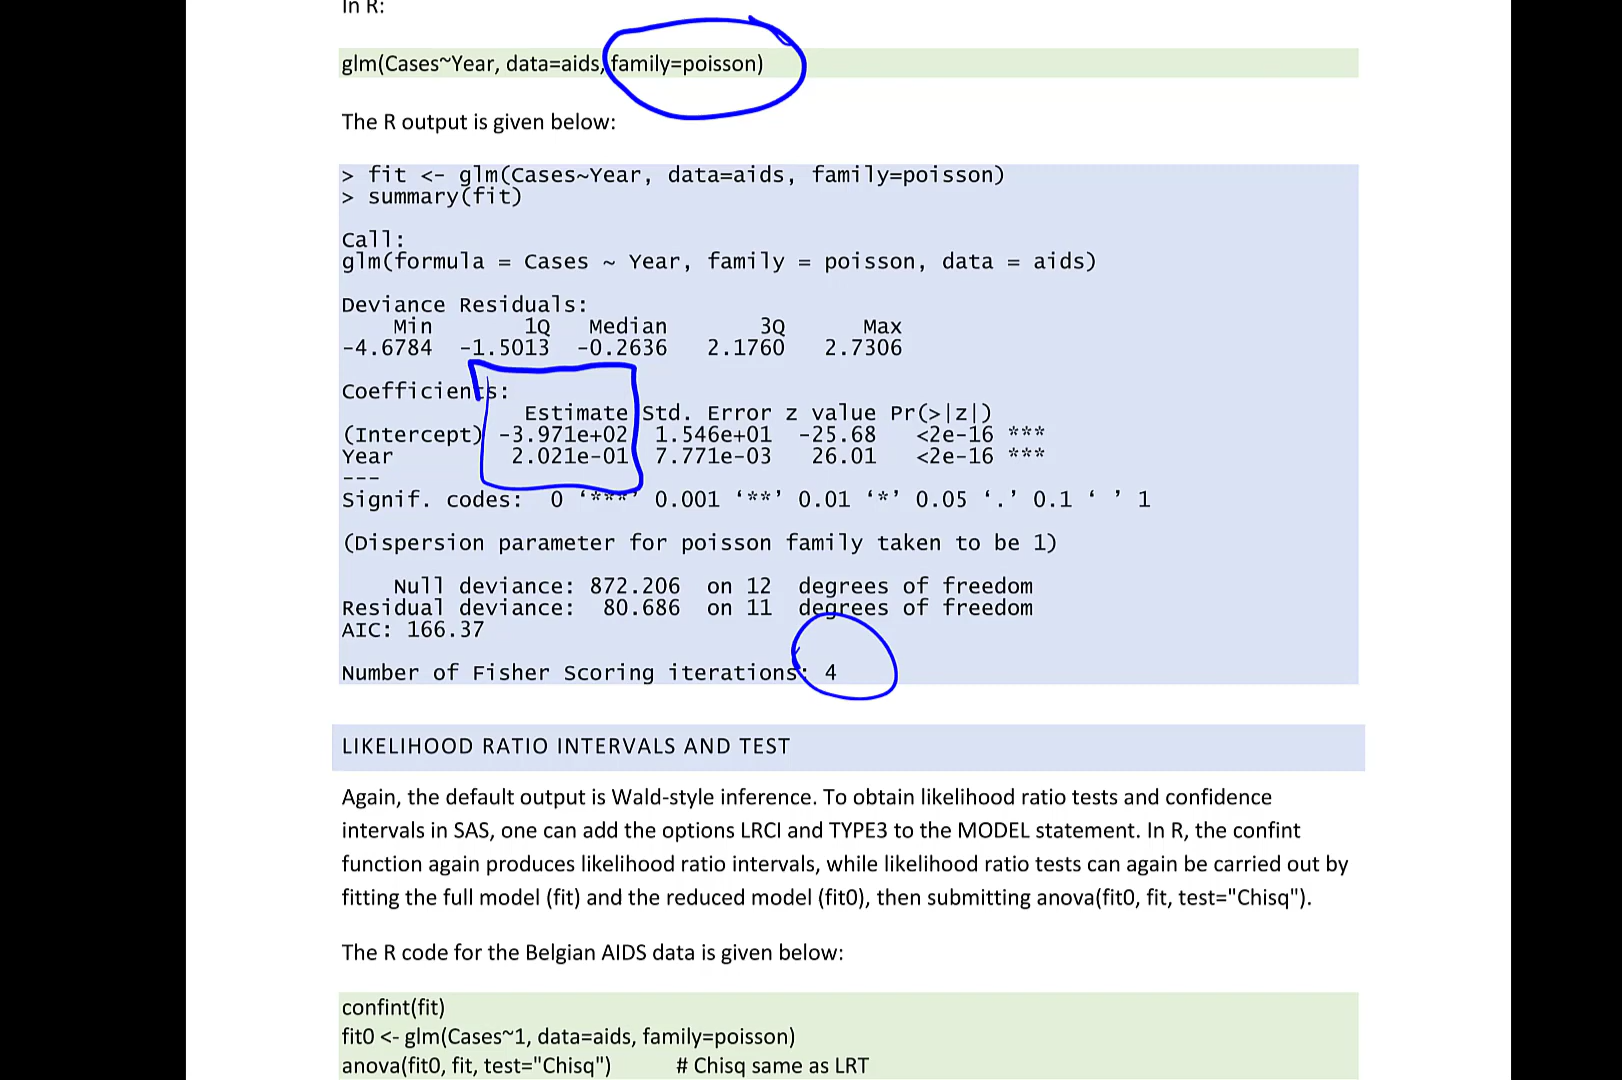 In R:
glm(Cases~Year, data=aids, family=poisson)
The R output is given below:
> fit <- glm(Cases~Year, data=aids, family=poisson)
> summary(fit)
Call:
glm(formula = Cases ~ Year, family = poisson, data = aids)
Deviance Residuals:
Min 1Q Median 3Q Max
-4.6784 -1.5013 -0.2636 2.1760 2.7306
Coefficients:
Estimate Std. Error z value Pr(>|z|)
(Intercept) -3.971e+02 1.546e+01 -25.68 <2e-16 ***
Year 2.021e-01 7.771e-03 26.01 <2e-16 ***
---
Signif. codes: 0 ‘***’ 0.001 ‘**’ 0.01 ‘*’ 0.05 ‘.’ 0.1 ‘ ’ 1
(Dispersion parameter for poisson family taken to be 1)
Null deviance: 872.206 on 12 degrees of freedom
Residual deviance: 80.686 on 11 degrees of freedom
AIC: 166.37
Number of Fisher Scoring iterations: 4
LIKELIHOOD RATIO INTERVALS AND TEST
Again, the default output is Wald-style inference. To obtain likelihood ratio tests and confidence
intervals in SAS, one can add the options LRCI and TYPE3 to the MODEL statement. In R, the confint
function again produces likelihood ratio intervals, while likelihood ratio tests can again be carried out by
fitting the full model (fit) and the reduced model (fit0), then submitting anova(fit0, fit, test="Chisq").
The R code for the Belgian AIDS data is given below:
confint(fit)
fit0 <- glm(Cases~1, data=aids, family=poisson)
anova(fit0, fit, test="Chisq") # Chisq same as LRT